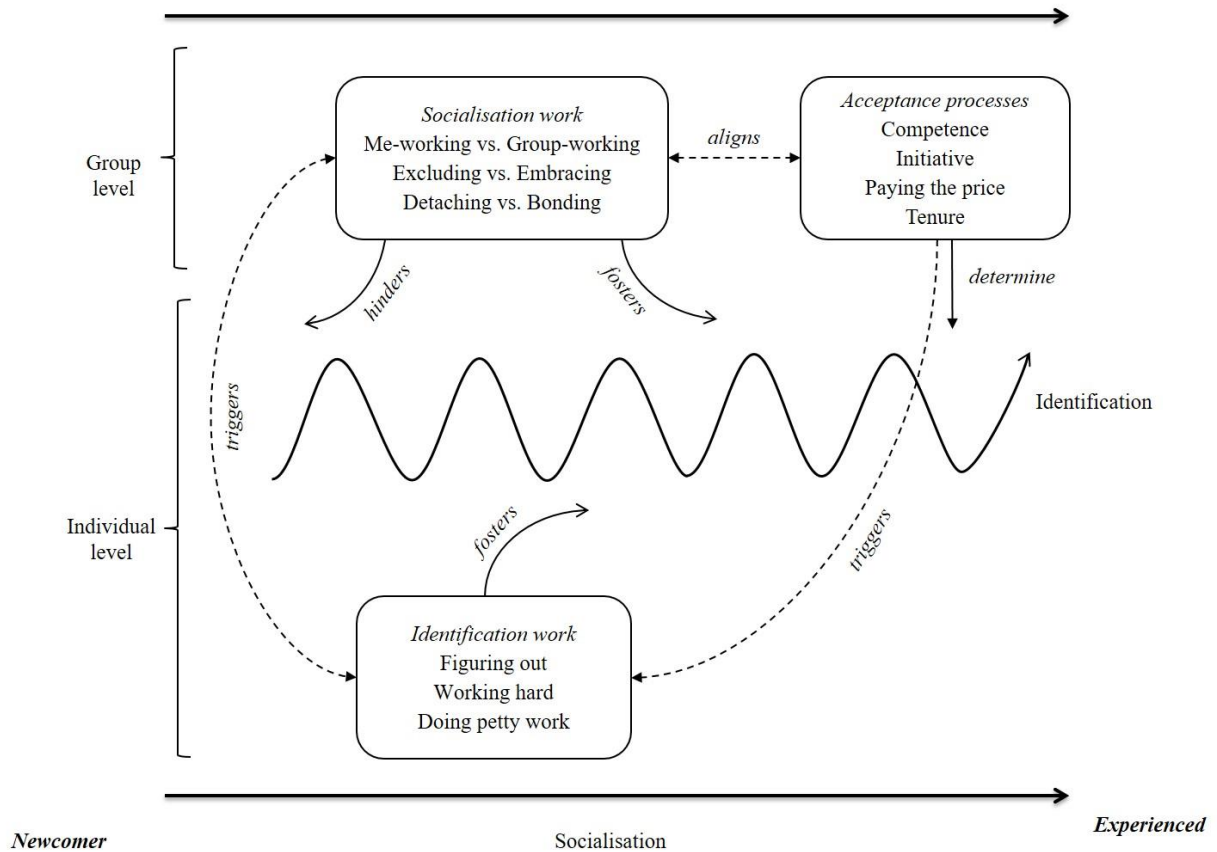 Group
level
Socialisation work
Me-working vs. Group-working
Excluding vs. Embracing
Detaching vs. Bonding
aligns
Acceptance processes
Competence
Initiative
Paying the price
Tenure
hinders
fosters
determine
triggers
Identification
Individual
level
fosters
triggers
Identification work
Figuring out
Working hard
Doing petty work
Newcomer
Socialisation
Experienced